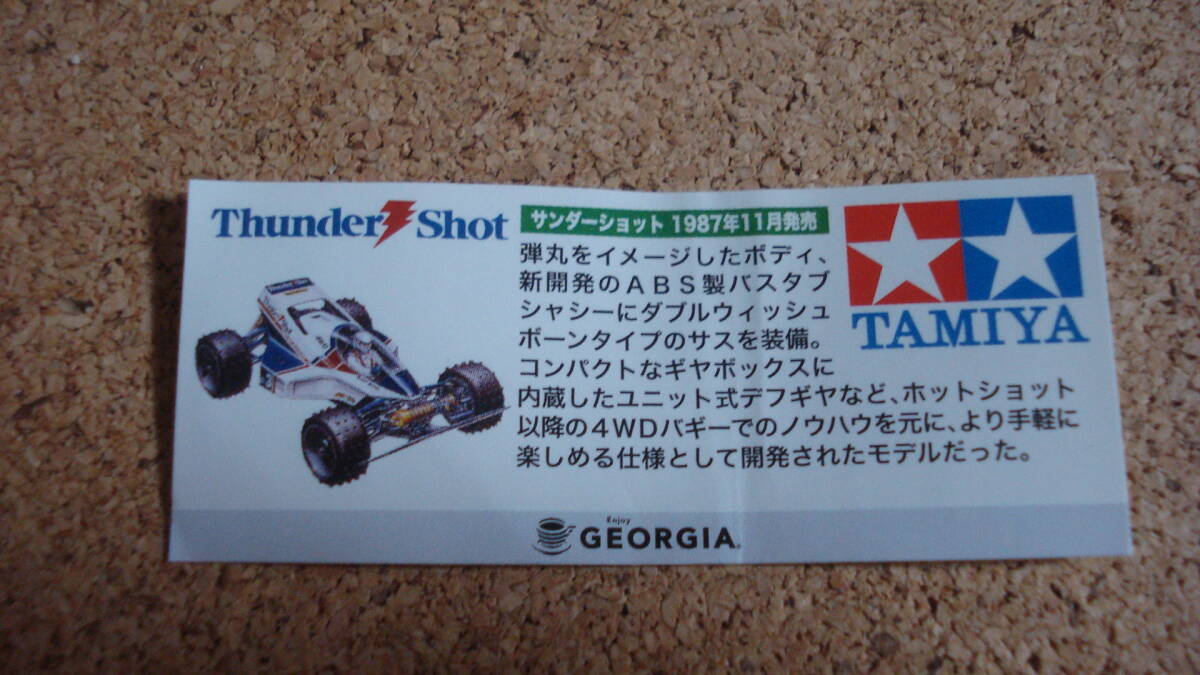 Thunder Shot
サンダーショット 1987年11月発売
弾丸をイメージしたボディ、
新開発のABS製バスタブ
シャシーにダブルウィッシュ
ボーンタイプのサスを装備。
コンパクトなギヤボックスに
内蔵したユニット式デフギヤなど、ホットショット
以降の4WDバギーでのノウハウを元に、より手軽に
楽しめる仕様として開発されたモデルだった。
TAMIYA
Enjoy
GEORGIA